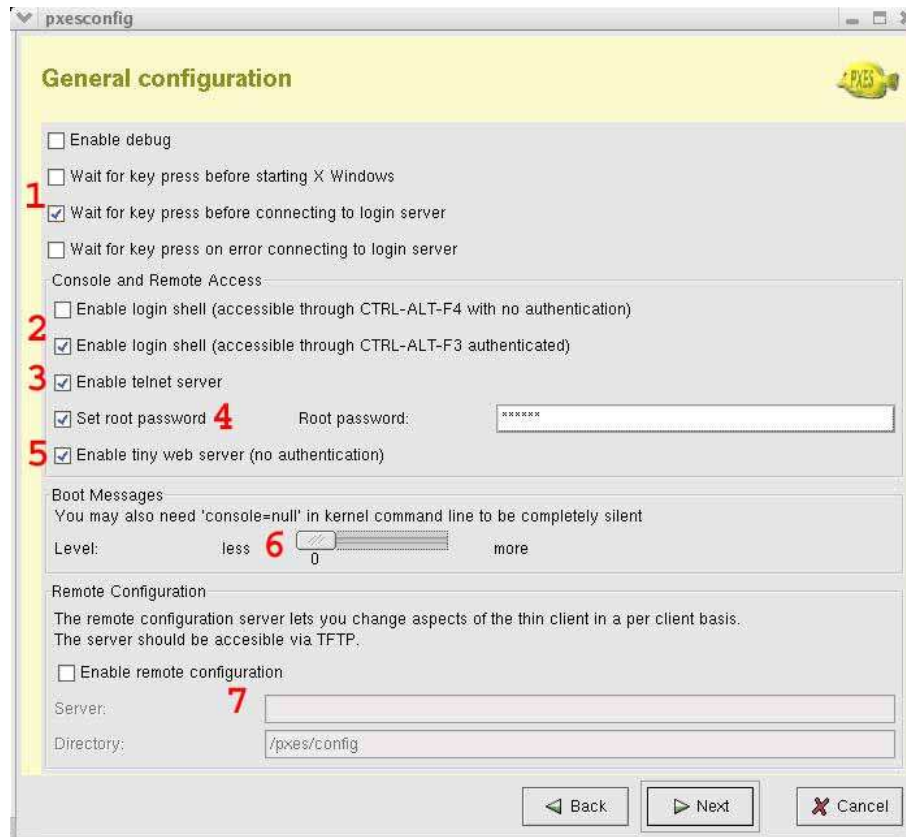 pxesconfig
General configuration
PXES
Enable debug
Wait for key press before starting X Windows
1
Wait for key press before connecting to login server
Wait for key press on error connecting to login server
Console and Remote Access
Enable login shell (accessible through CTRL-ALT-F4 with no authentication)
2
Enable login shell (accessible through CTRL-ALT-F3 authenticated)
3 Enable telnet server
Set root password 4 Root password: ******
5 Enable tiny web server (no authentication)
Boot Messages
You may also need 'console=null' in kernel command line to be completely silent
Level: less 6 0 more
Remote Configuration
The remote configuration server lets you change aspects of the thin client in a per client basis.
The server should be accesible via TFTP.
Enable remote configuration
7
Server:
Directory: /pxes/config
Back Next Cancel